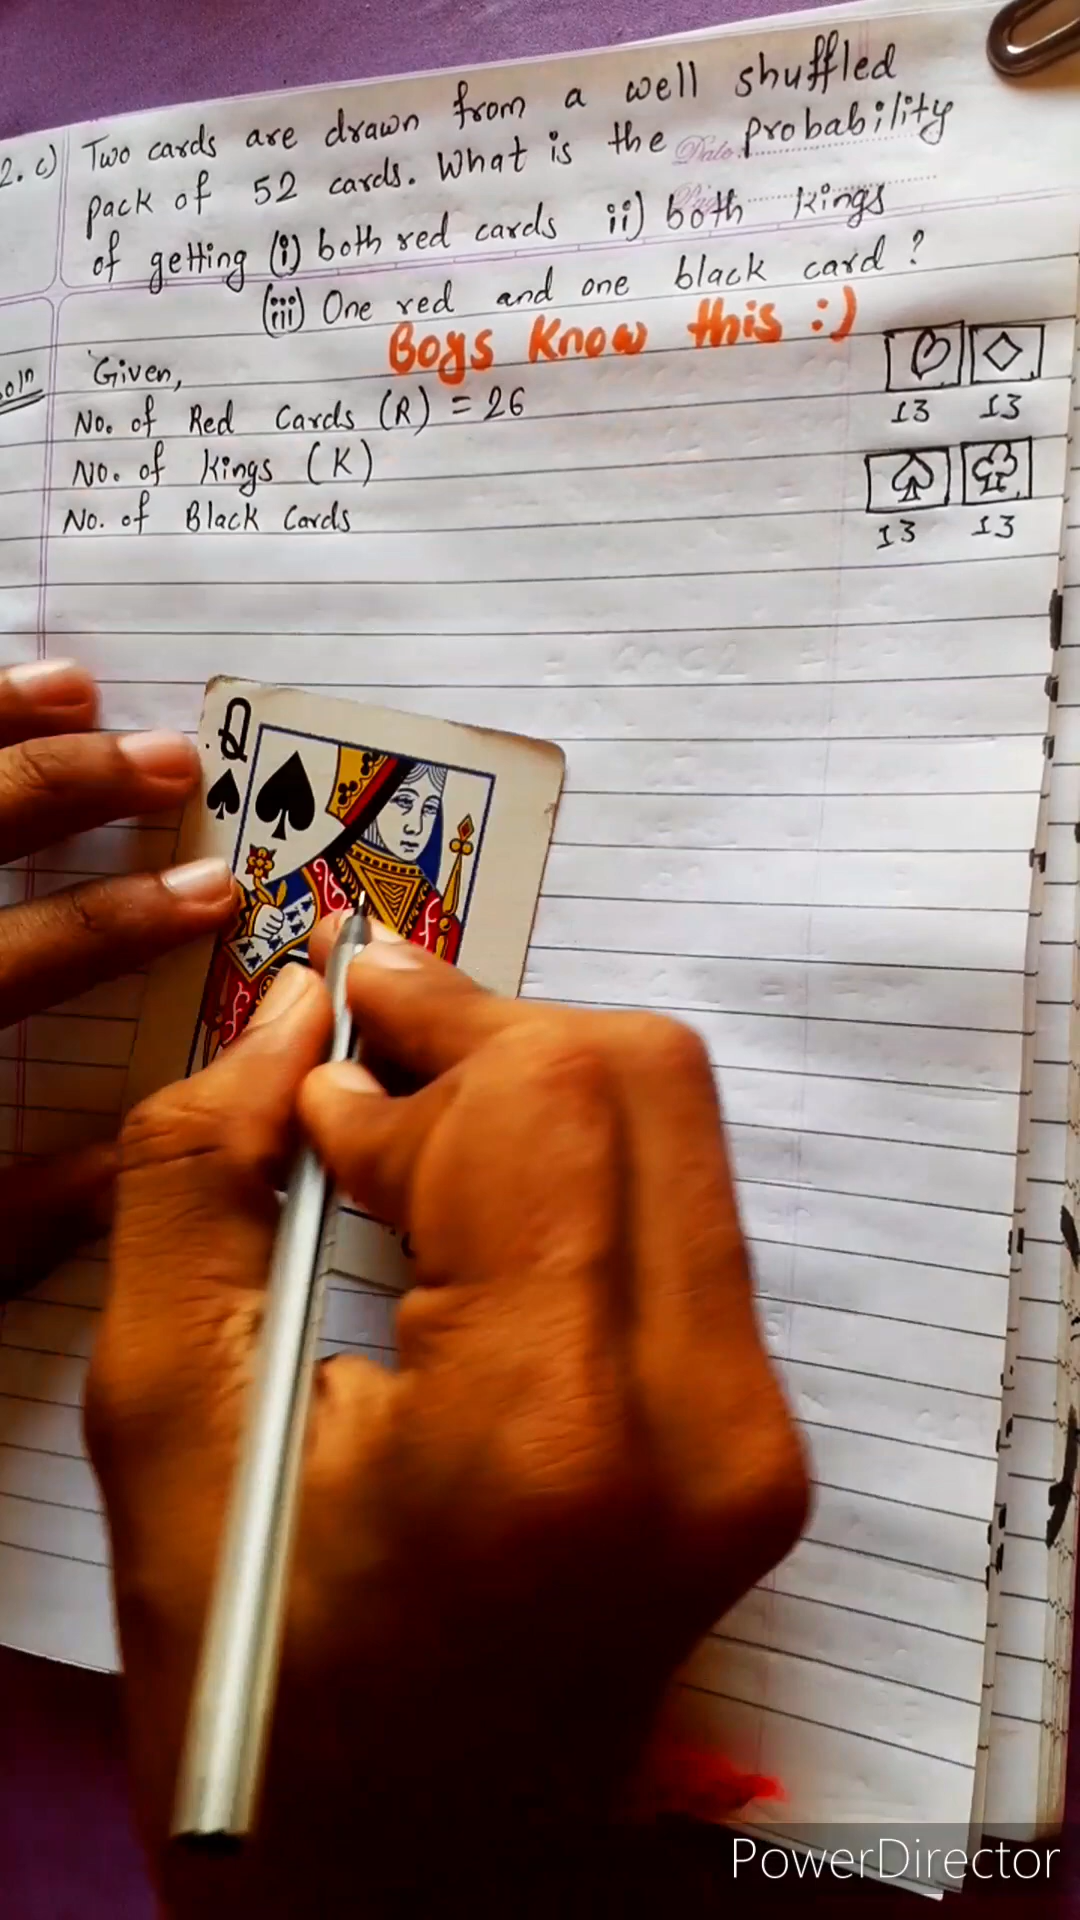 2. c) Two cards are drawn from a well shuffled
pack of 52 cards. What is the probability
of getting (i) both red cards ii) both kings
(iii) One red and one black card ?
Boys Know this :)
Soln Given,
No. of Red Cards (R) = 26
No. of Kings (K)
No. of Black Cards
13 13
13 13
Date:
Q
PowerDirector